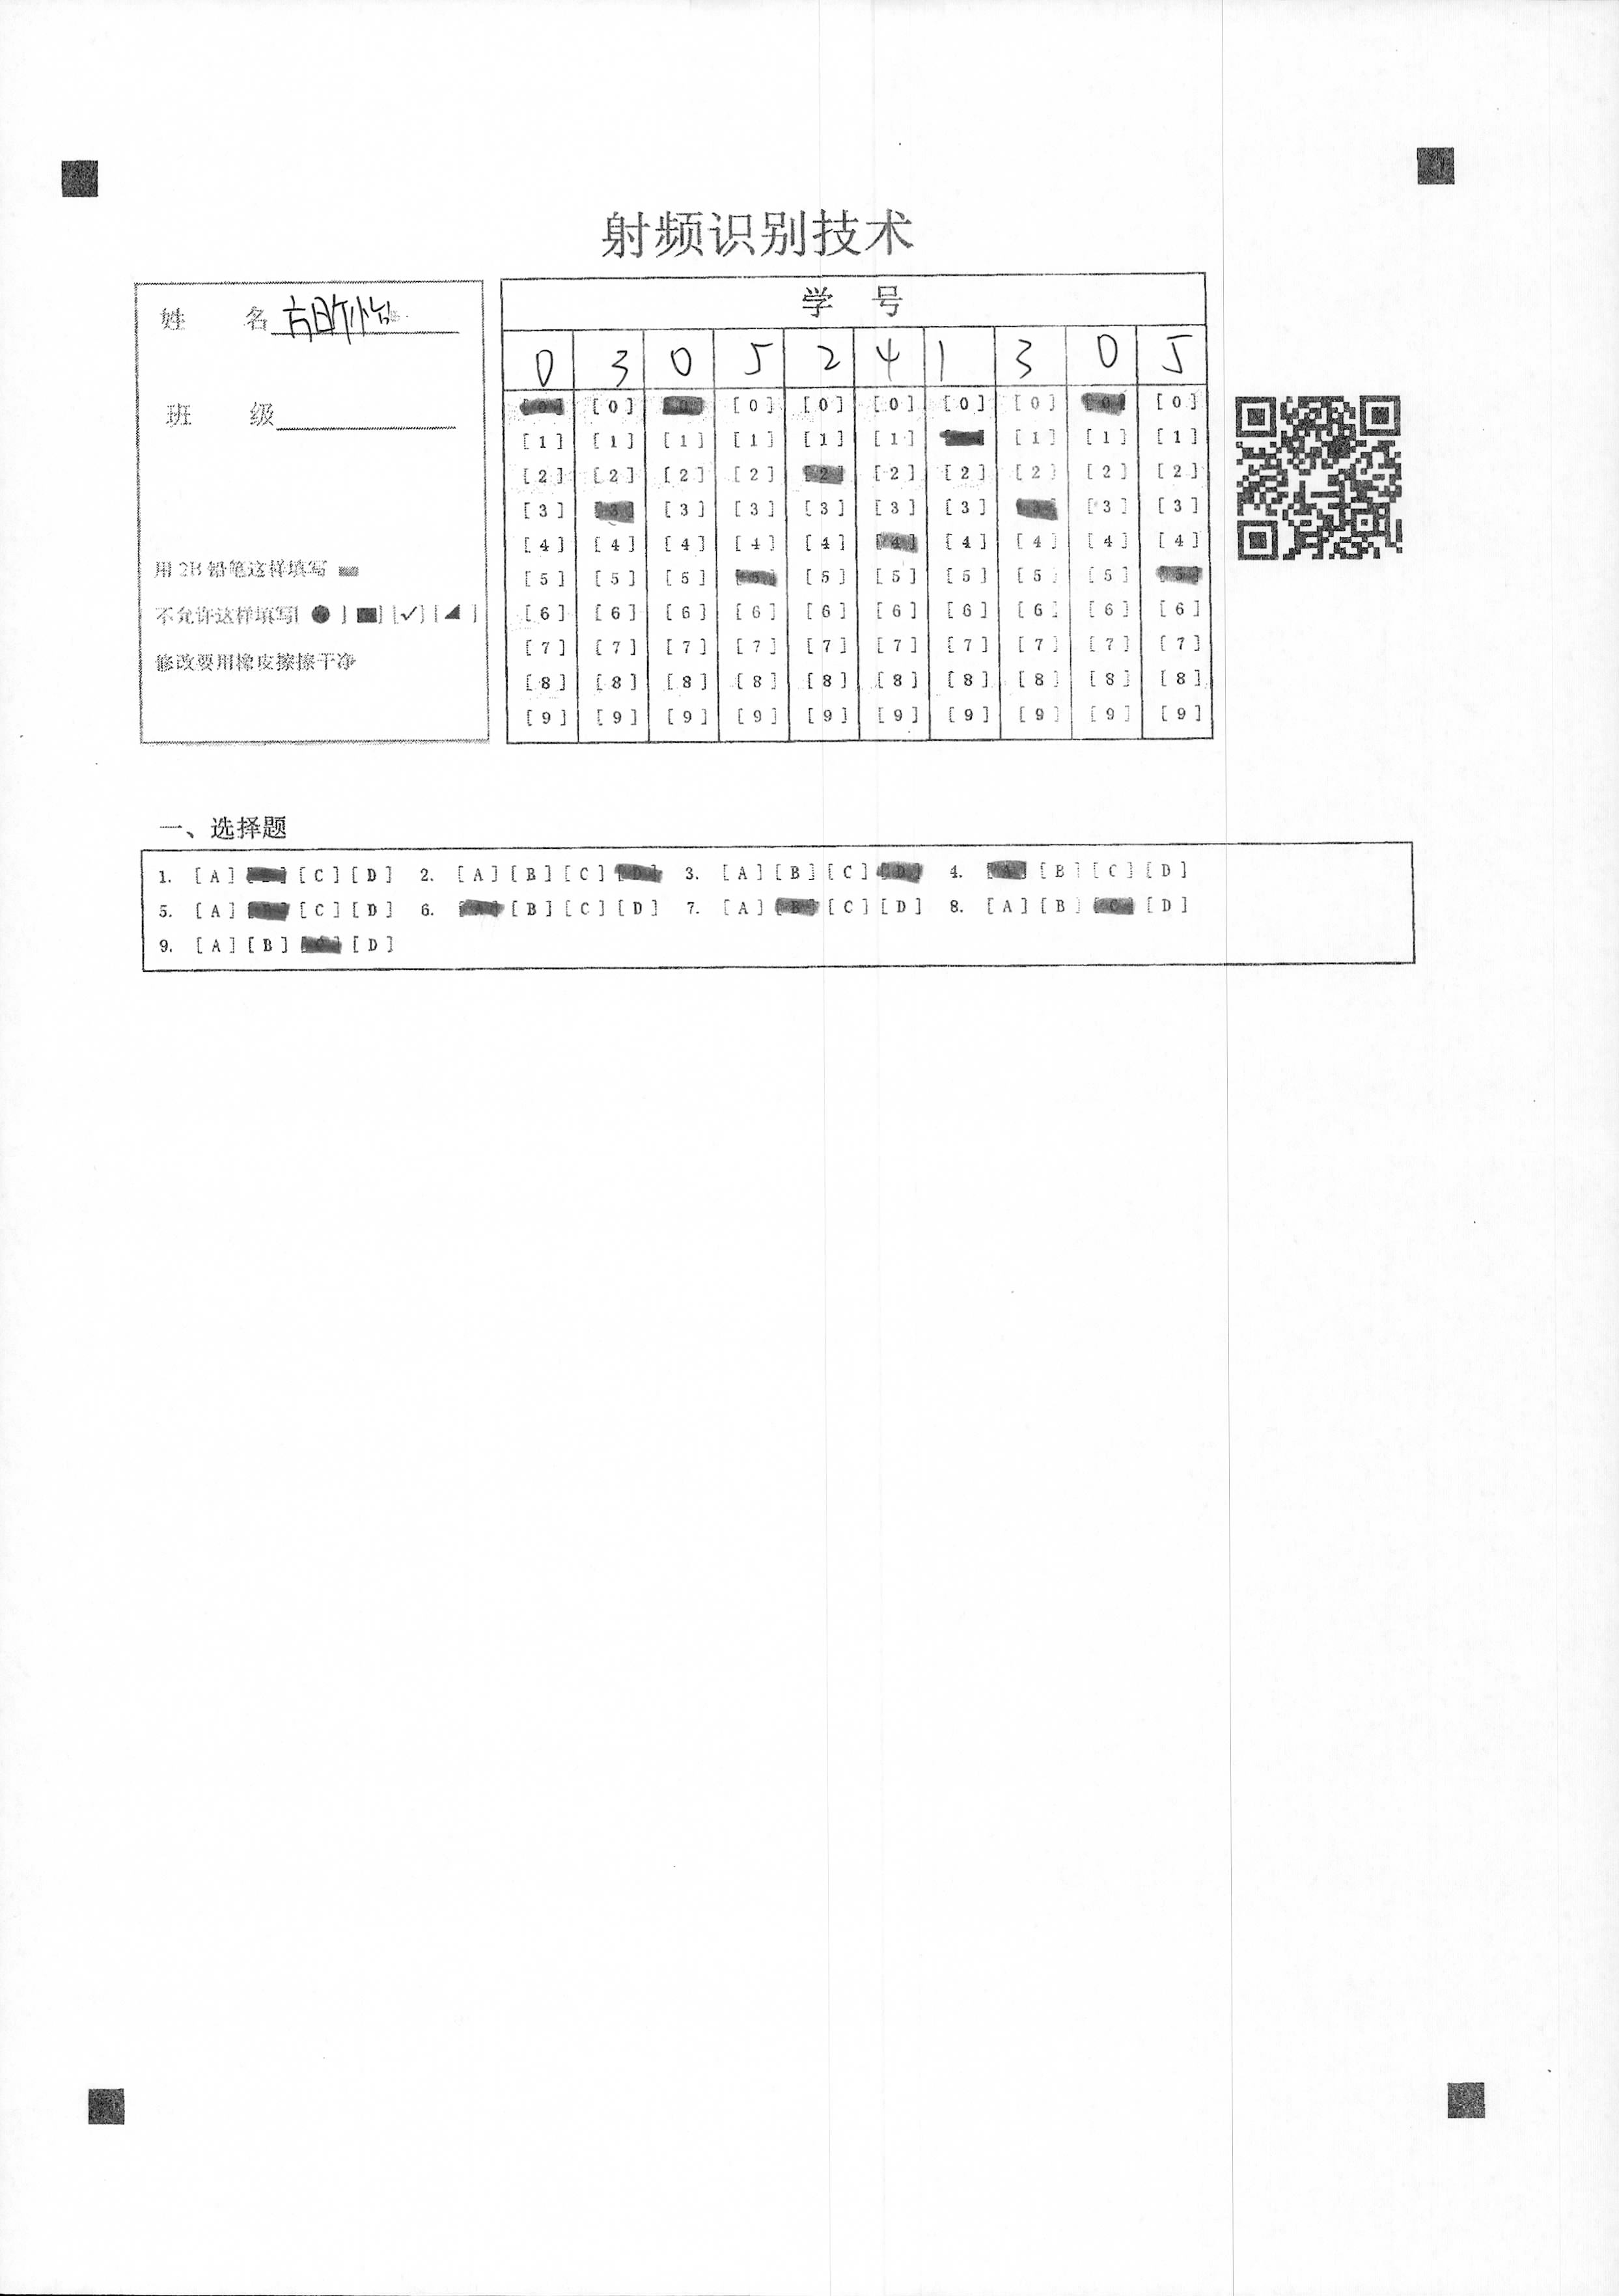 射频识别技术
姓 名
班 级
用 2B 铅笔这样填写
不允许这样填写[ ● ] [■] [✓] [◢ ]
修改要用橡皮擦擦干净
学 号
0 3 0 5 2 4 1 3 0 5
[0] [0] [0] [0] [0] [0] [0] [0] [0] [0]
[1] [1] [1] [1] [1] [1] [1] [1] [1]
[2] [2] [2] [2] [2] [2] [2] [2] [2] [2]
[3] [3] [3] [3] [3] [3] [3] [3] [3] [3]
[4] [4] [4] [4] [4] [4] [4] [4] [4] [4]
[5] [5] [5] [5] [5] [5] [5] [5] [5] [5]
[6] [6] [6] [6] [6] [6] [6] [6] [6] [6]
[7] [7] [7] [7] [7] [7] [7] [7] [7] [7]
[8] [8] [8] [8] [8] [8] [8] [8] [8] [8]
[9] [9] [9] [9] [9] [9] [9] [9] [9] [9]
一、选择题
1. [A] [C] [D] 2. [A] [B] [C] [D] 3. [A] [B] [C] [D] 4. [A] [B] [C] [D]
5. [A] [B] [C] [D] 6. [A] [B] [C] [D] 7. [A] [B] [C] [D] 8. [A] [B] [C] [D]
9. [A] [B] [C] [D]